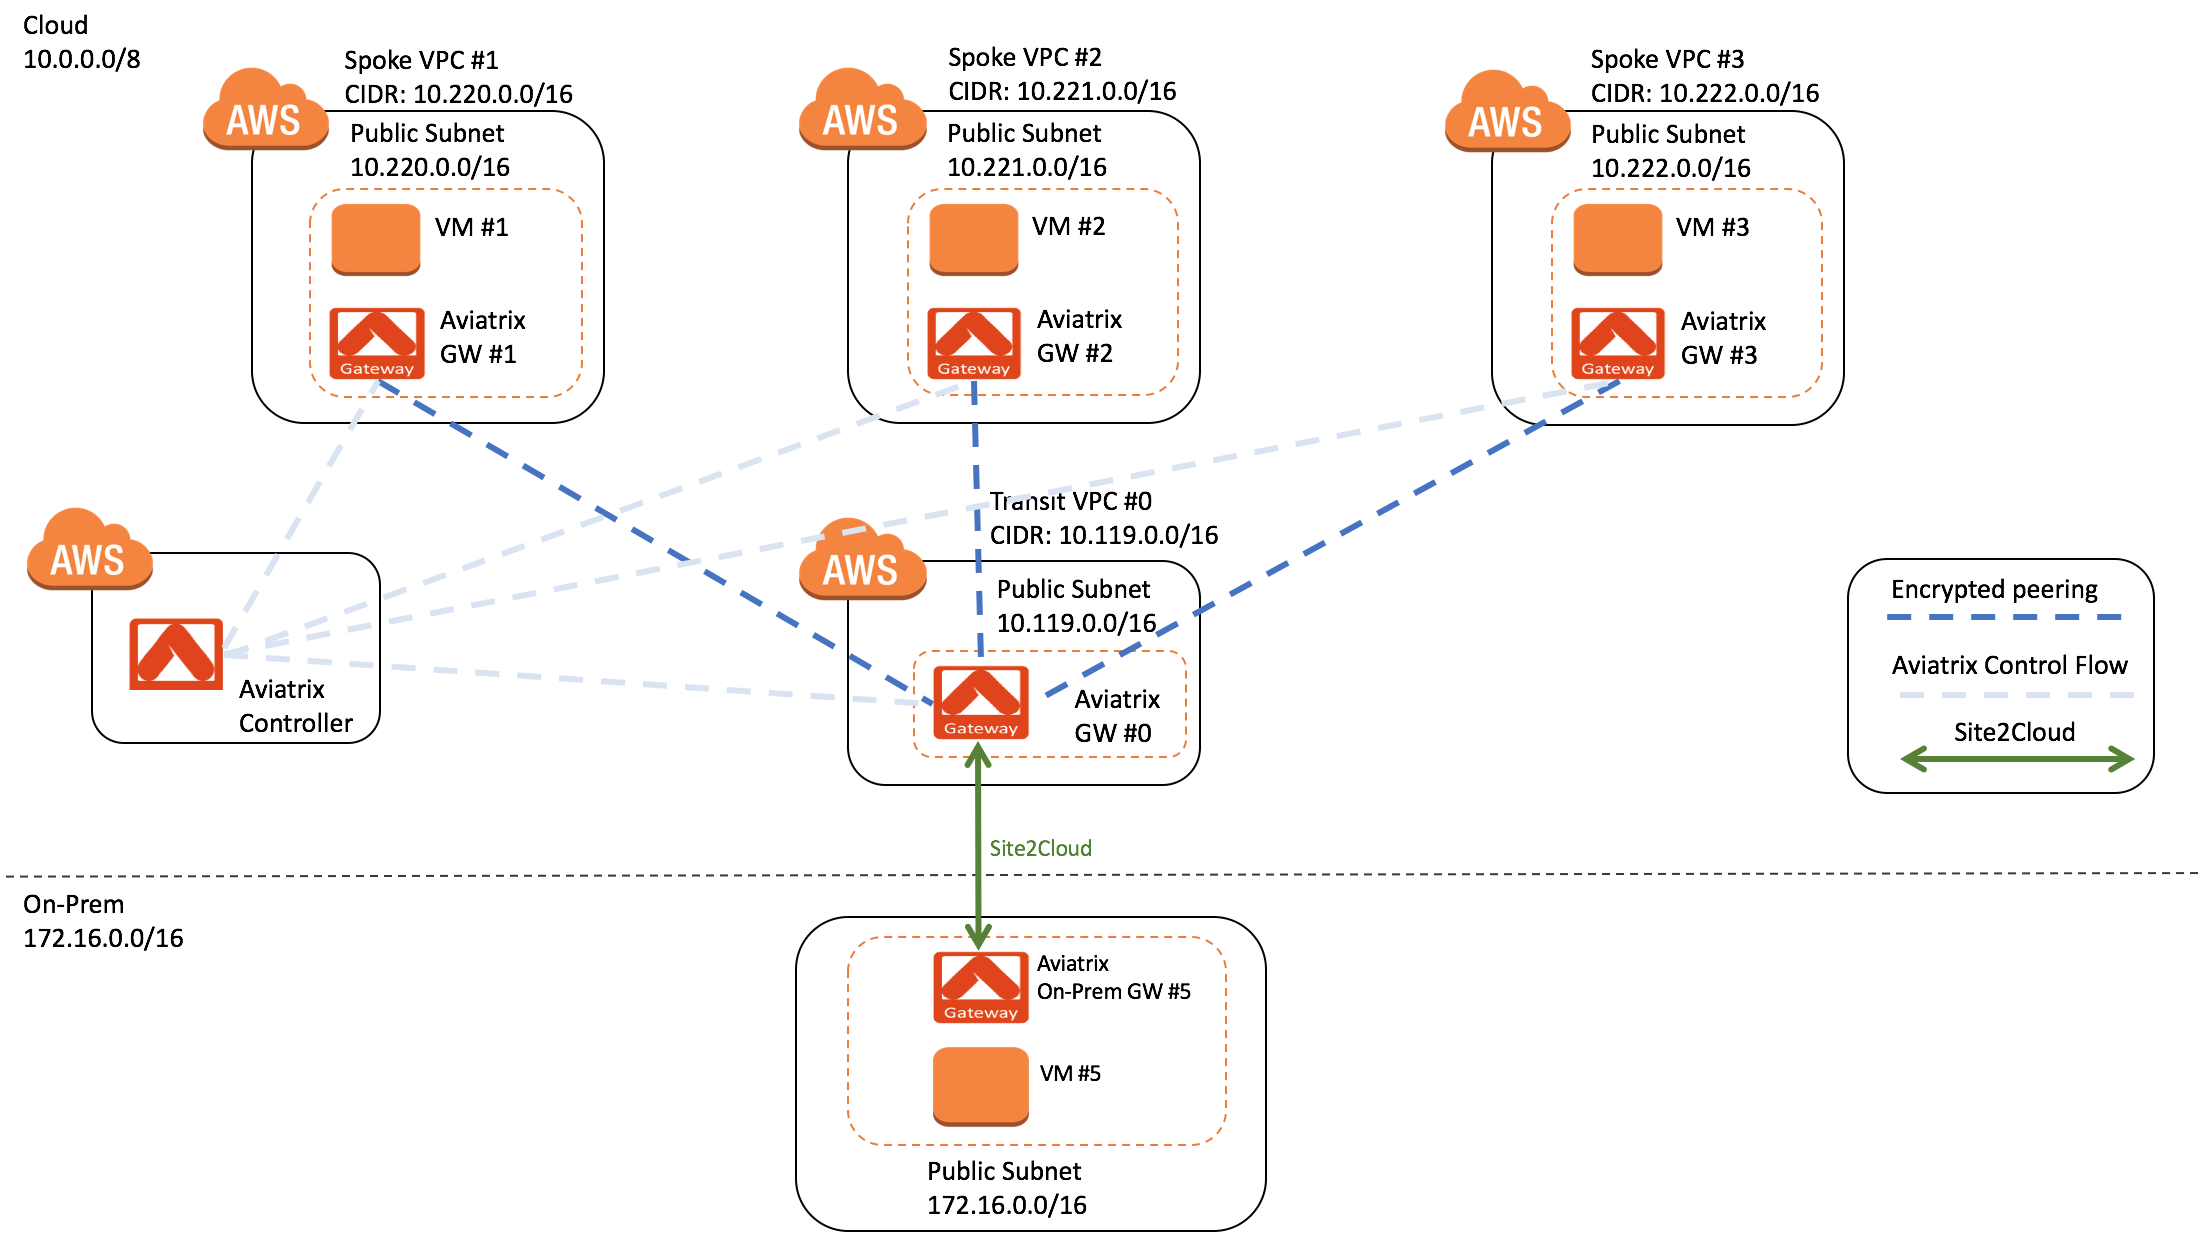 Cloud
10.0.0.0/8
Spoke VPC #1
CIDR: 10.220.0.0/16
AWS
Public Subnet
10.220.0.0/16
VM #1
Aviatrix
GW #1
Gateway
Spoke VPC #2
CIDR: 10.221.0.0/16
AWS
Public Subnet
10.221.0.0/16
VM #2
Aviatrix
GW #2
Gateway
Spoke VPC #3
CIDR: 10.222.0.0/16
AWS
Public Subnet
10.222.0.0/16
VM #3
Aviatrix
GW #3
Gateway
AWS
Aviatrix
Controller
Transit VPC #0
CIDR: 10.119.0.0/16
AWS
Public Subnet
10.119.0.0/16
Aviatrix
GW #0
Gateway
Encrypted peering
Aviatrix Control Flow
Site2Cloud
Site2Cloud
On-Prem
172.16.0.0/16
Aviatrix
On-Prem GW #5
Gateway
VM #5
Public Subnet
172.16.0.0/16